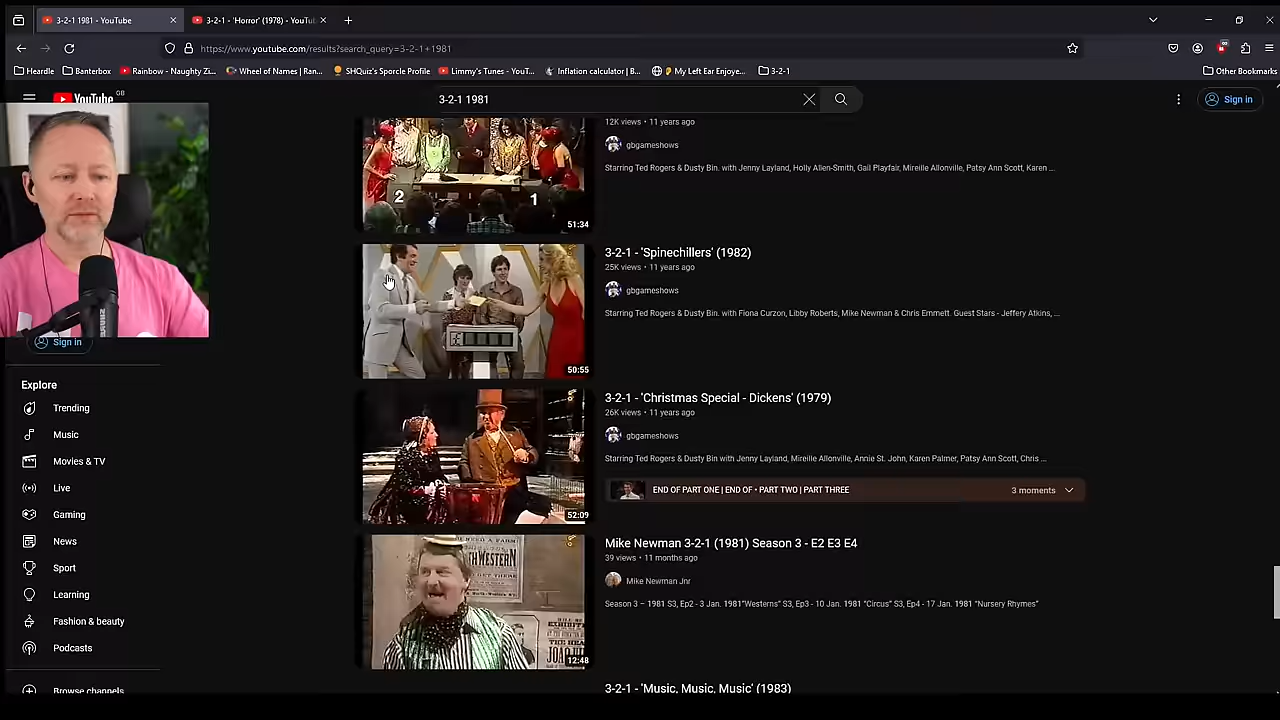 3-2-1 1981 - YouTube
3-2-1 - 'Horror' (1978) - YouTu
https://www.youtube.com/results?search_query=3-2-1+1981
Heardle
Banterbox
Rainbow - Naughty Zi...
Wheel of Names | Ran...
SHQuiz's Sporcle Profile
Limmy's Tunes - YouT...
Inflation calculator | B...
My Left Ear Enjoye...
3-2-1
Other Bookmarks
YouTube GB
3-2-1 1981
Sign in
12K views • 11 years ago
gbgameshows
Starring Ted Rogers & Dusty Bin. with Jenny Layland, Holly Allen-Smith, Gail Playfair, Mireille Allonville, Patsy Ann Scott, Karen ...
2
1
51:34
3-2-1 - 'Spinechillers' (1982)
25K views • 11 years ago
gbgameshows
Starring Ted Rogers & Dusty Bin. with Fiona Curzon, Libby Roberts, Mike Newman & Chris Emmett. Guest Stars - Jeffery Atkins, ...
50:55
Sign in
Explore
Trending
Music
Movies & TV
Live
Gaming
News
Sport
Learning
Fashion & beauty
Podcasts
Browse channels
3-2-1 - 'Christmas Special - Dickens' (1979)
26K views • 11 years ago
gbgameshows
Starring Ted Rogers & Dusty Bin with Jenny Layland, Mireille Allonville, Annie St. John, Karen Palmer, Patsy Ann Scott, Chris ...
END OF PART ONE | END OF • PART TWO | PART THREE
3 moments
52:09
Mike Newman 3-2-1 (1981) Season 3 - E2 E3 E4
39 views • 11 months ago
Mike Newman Jnr
Season 3 – 1981 S3, Ep2 - 3 Jan. 1981"Westerns" S3, Ep3 - 10 Jan. 1981 "Circus" S3, Ep4 - 17 Jan. 1981 "Nursery Rhymes"
12:48
3-2-1 - 'Music, Music, Music' (1983)